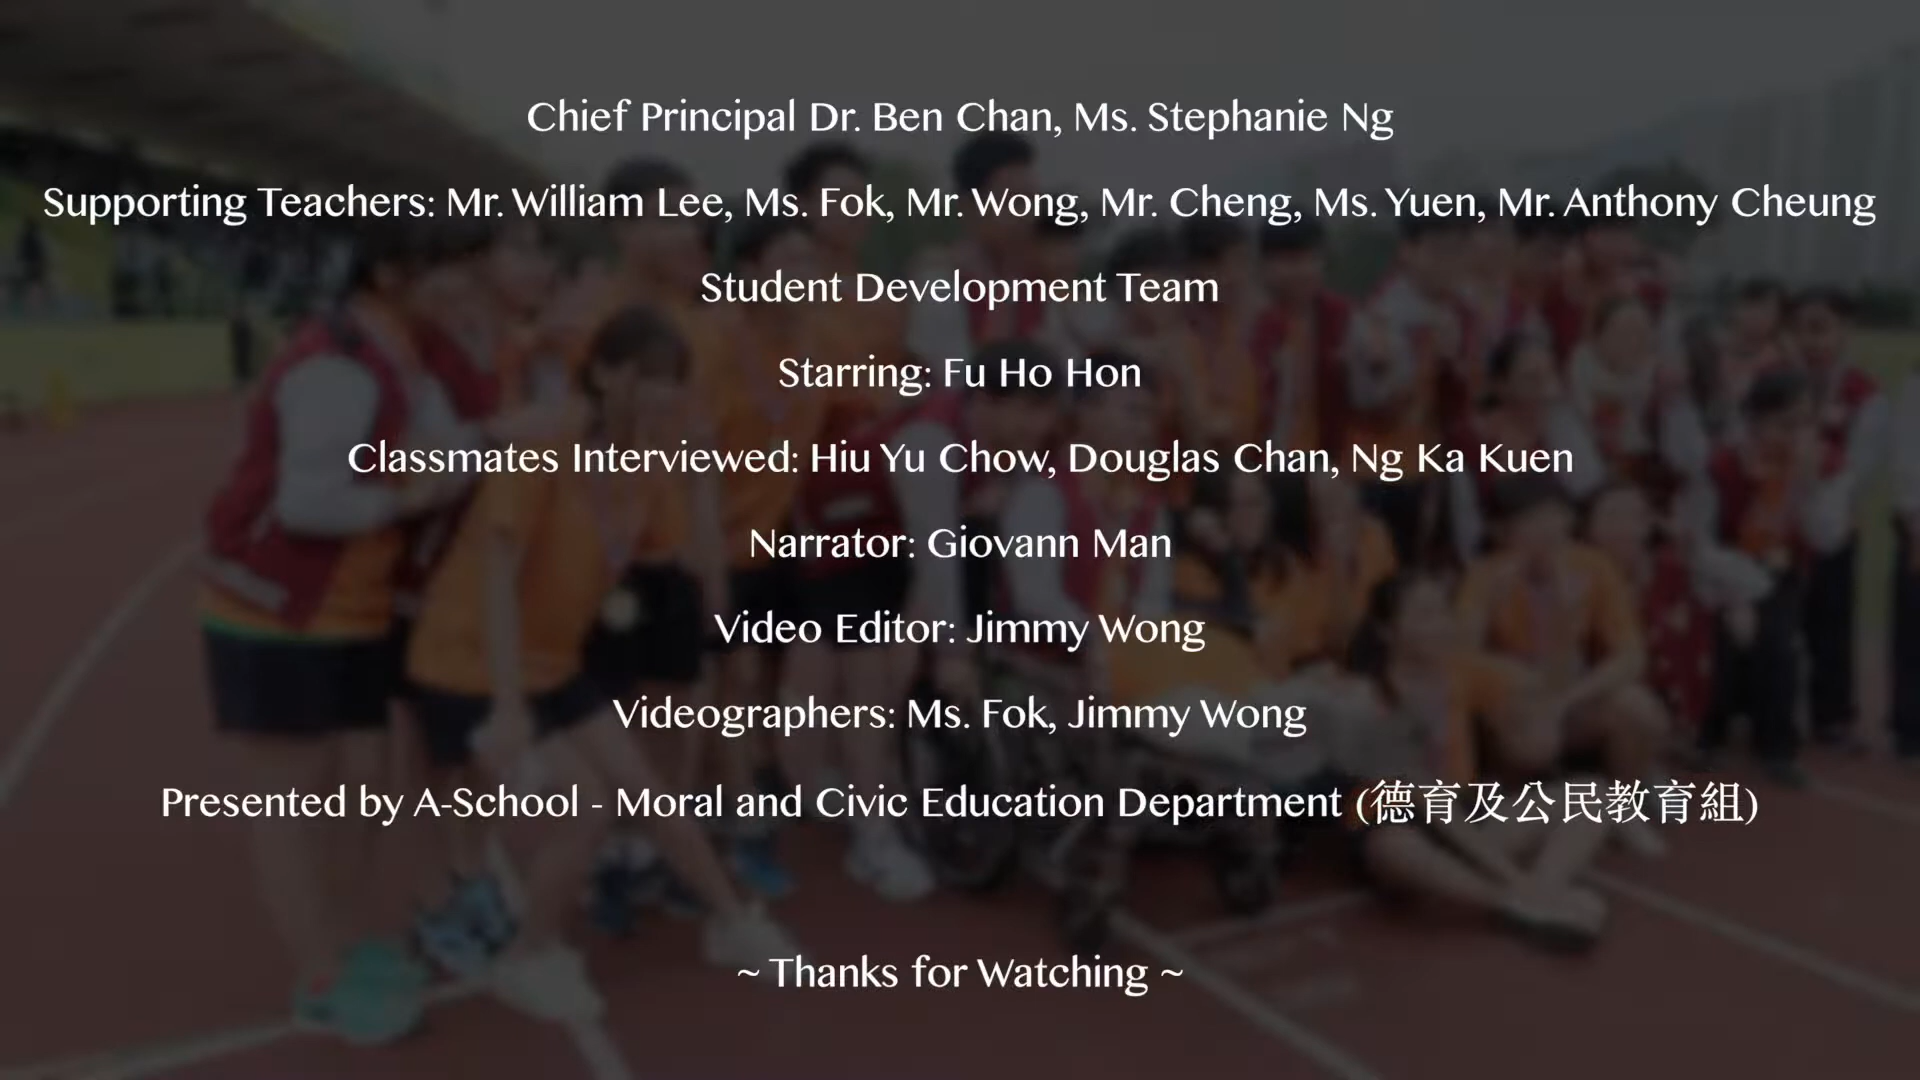 Chief Principal Dr. Ben Chan, Ms. Stephanie Ng
Supporting Teachers: Mr. William Lee, Ms. Fok, Mr. Wong, Mr. Cheng, Ms. Yuen, Mr. Anthony Cheung
Student Development Team
Starring: Fu Ho Hon
Classmates Interviewed: Hiu Yu Chow, Douglas Chan, Ng Ka Kuen
Narrator: Giovann Man
Video Editor: Jimmy Wong
Videographers: Ms. Fok, Jimmy Wong
Presented by A-School - Moral and Civic Education Department (德育及公民教育組)
~ Thanks for Watching ~